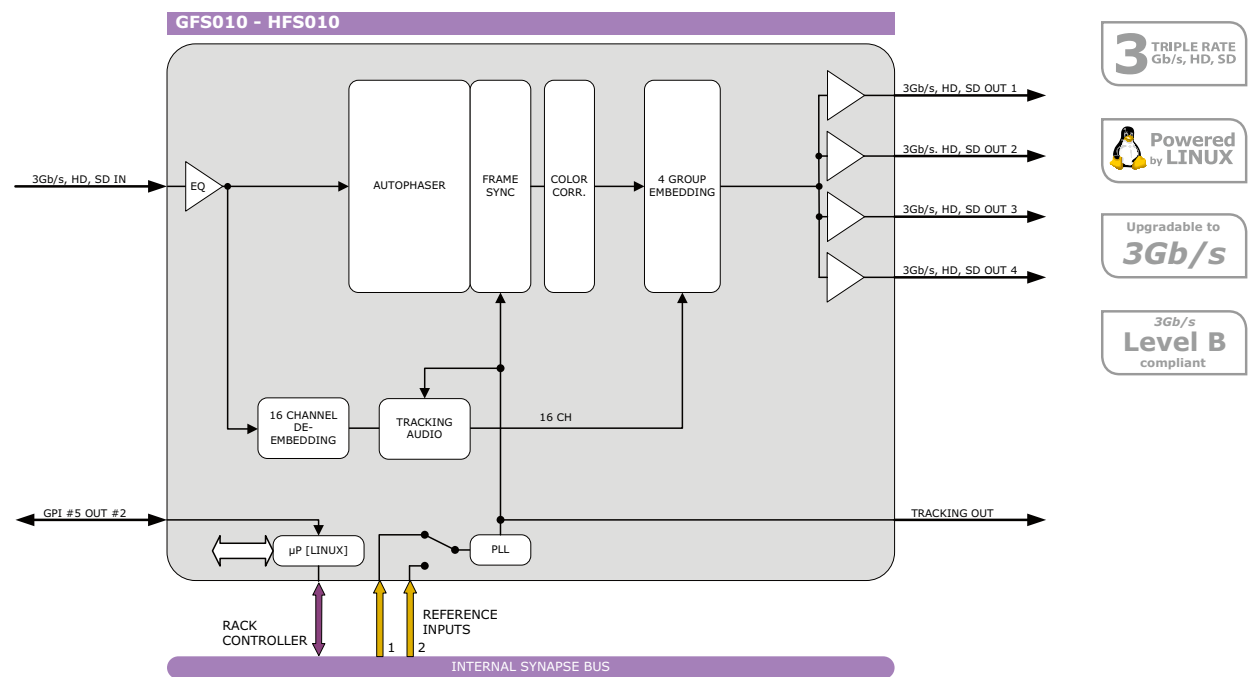 GFS010 - HFS010
3Gb/s, HD, SD IN
EQ
AUTOPHASER
FRAME
SYNC
COLOR
CORR.
4 GROUP
EMBEDDING
3Gb/s, HD, SD OUT 1
3Gb/s. HD, SD OUT 2
3Gb/s, HD, SD OUT 3
3Gb/s, HD, SD OUT 4
16 CHANNEL
DE-
EMBEDDING
TRACKING
AUDIO
16 CH
GPI #5 OUT #2
TRACKING OUT
µP [LINUX]
PLL
RACK
CONTROLLER
REFERENCE
INPUTS
1
2
INTERNAL SYNAPSE BUS
3
TRIPLE RATE
Gb/s, HD, SD
Powered
by LINUX
Upgradable to
3Gb/s
3Gb/s
Level B
compliant